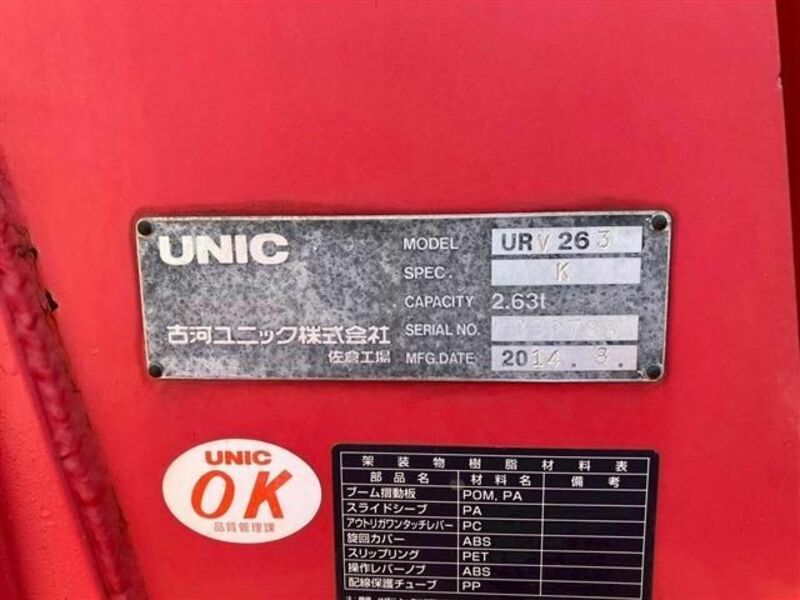 UNIC
MODEL URV263
SPEC. K
CAPACITY 2.63t
古河ユニック株式会社
SERIAL NO.
佐倉工場
MFG.DATE 2014.8.
UNIC
OK
品質管理課
架装物樹脂材料表
部品名 材料名 備考
ブーム摺動板 POM, PA
スライドシーブ PA
アウトリガワンタッチレバー PC
旋回カバー ABS
スリップリング PET
操作レバーノブ ABS
配線保護チューブ PP